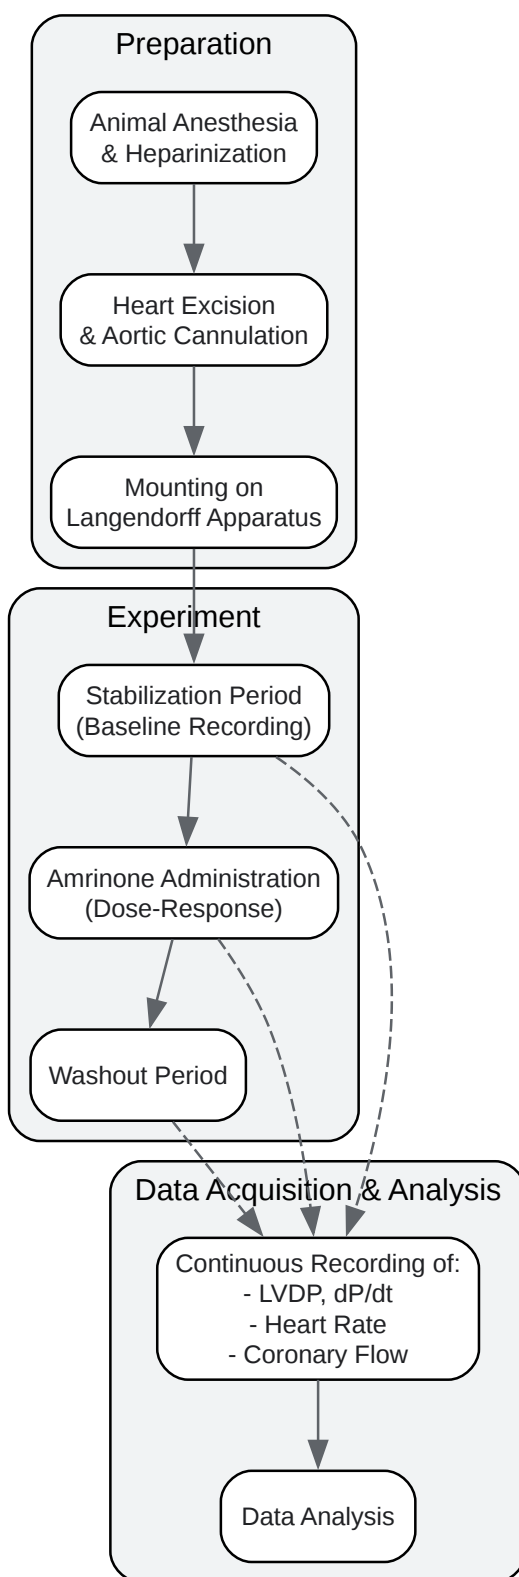 Preparation
Animal Anesthesia
& Heparinization
Heart Excision
& Aortic Cannulation
Mounting on
Langendorff Apparatus
Experiment
Stabilization Period
(Baseline Recording)
Amrinone Administration
(Dose-Response)
Washout Period
Data Acquisition & Analysis
Continuous Recording of:
- LVDP, dP/dt
- Heart Rate
- Coronary Flow
Data Analysis